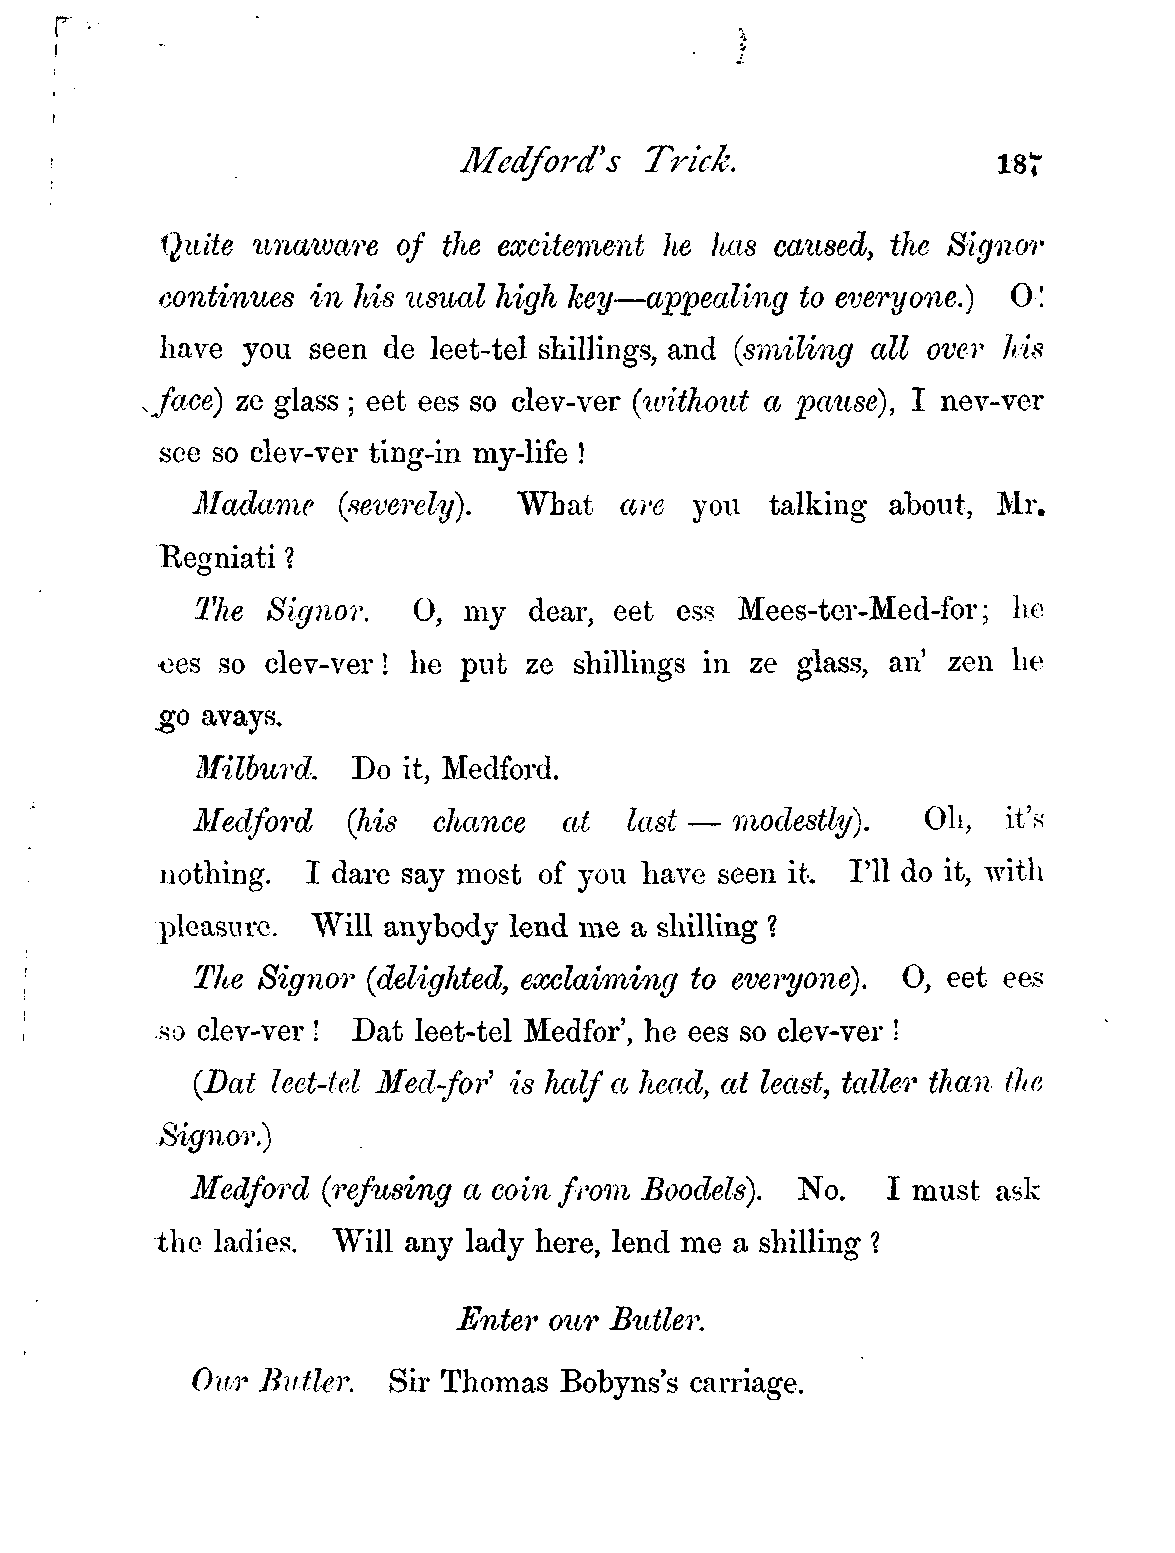 Medford's Trick. 187
Quite unaware of the excitement he has caused, the Signor
continues in his usual high key—appealing to everyone.) O!
have you seen de leet-tel shillings, and (smiling all over his
face) ze glass; eet ees so clev-ver (without a pause), I nev-ver
see so clev-ver ting-in my-life!
Madame (severely). What are you talking about, Mr.
Regniati?
The Signor. O, my dear, eet ess Mees-ter-Med-for; he
ees so clev-ver! he put ze shillings in ze glass, an' zen he
go avays.
Milburd. Do it, Medford.
Medford (his chance at last—modestly). Oh, it's
nothing. I dare say most of you have seen it. I'll do it, with
pleasure. Will anybody lend me a shilling?
The Signor (delighted, exclaiming to everyone). O, eet ees
so clev-ver! Dat leet-tel Medfor', he ees so clev-ver!
(Dat leet-tel Med-for' is half a head, at least, taller than the
Signor.)
Medford (refusing a coin from Boodels). No. I must ask
the ladies. Will any lady here, lend me a shilling?
Enter our Butler.
Our Butler. Sir Thomas Bobyns's carriage.